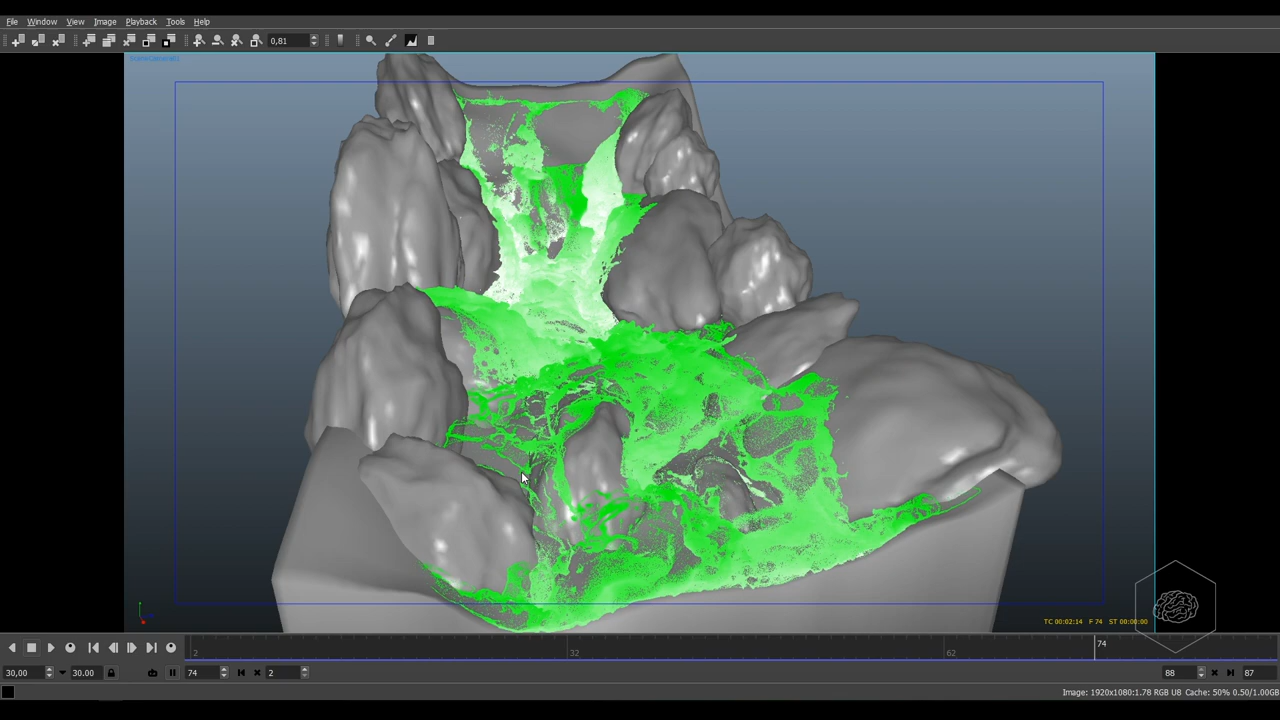 File Window View Image Playback Tools Help
0,81
TC 00:02:14 F 74 ST 00:00:00
2 32 62 74
30,00 30.00 74 2 88 87
Image: 1920x1080:1.78 RGB U8 Cache: 50% 0.50/1.00GB